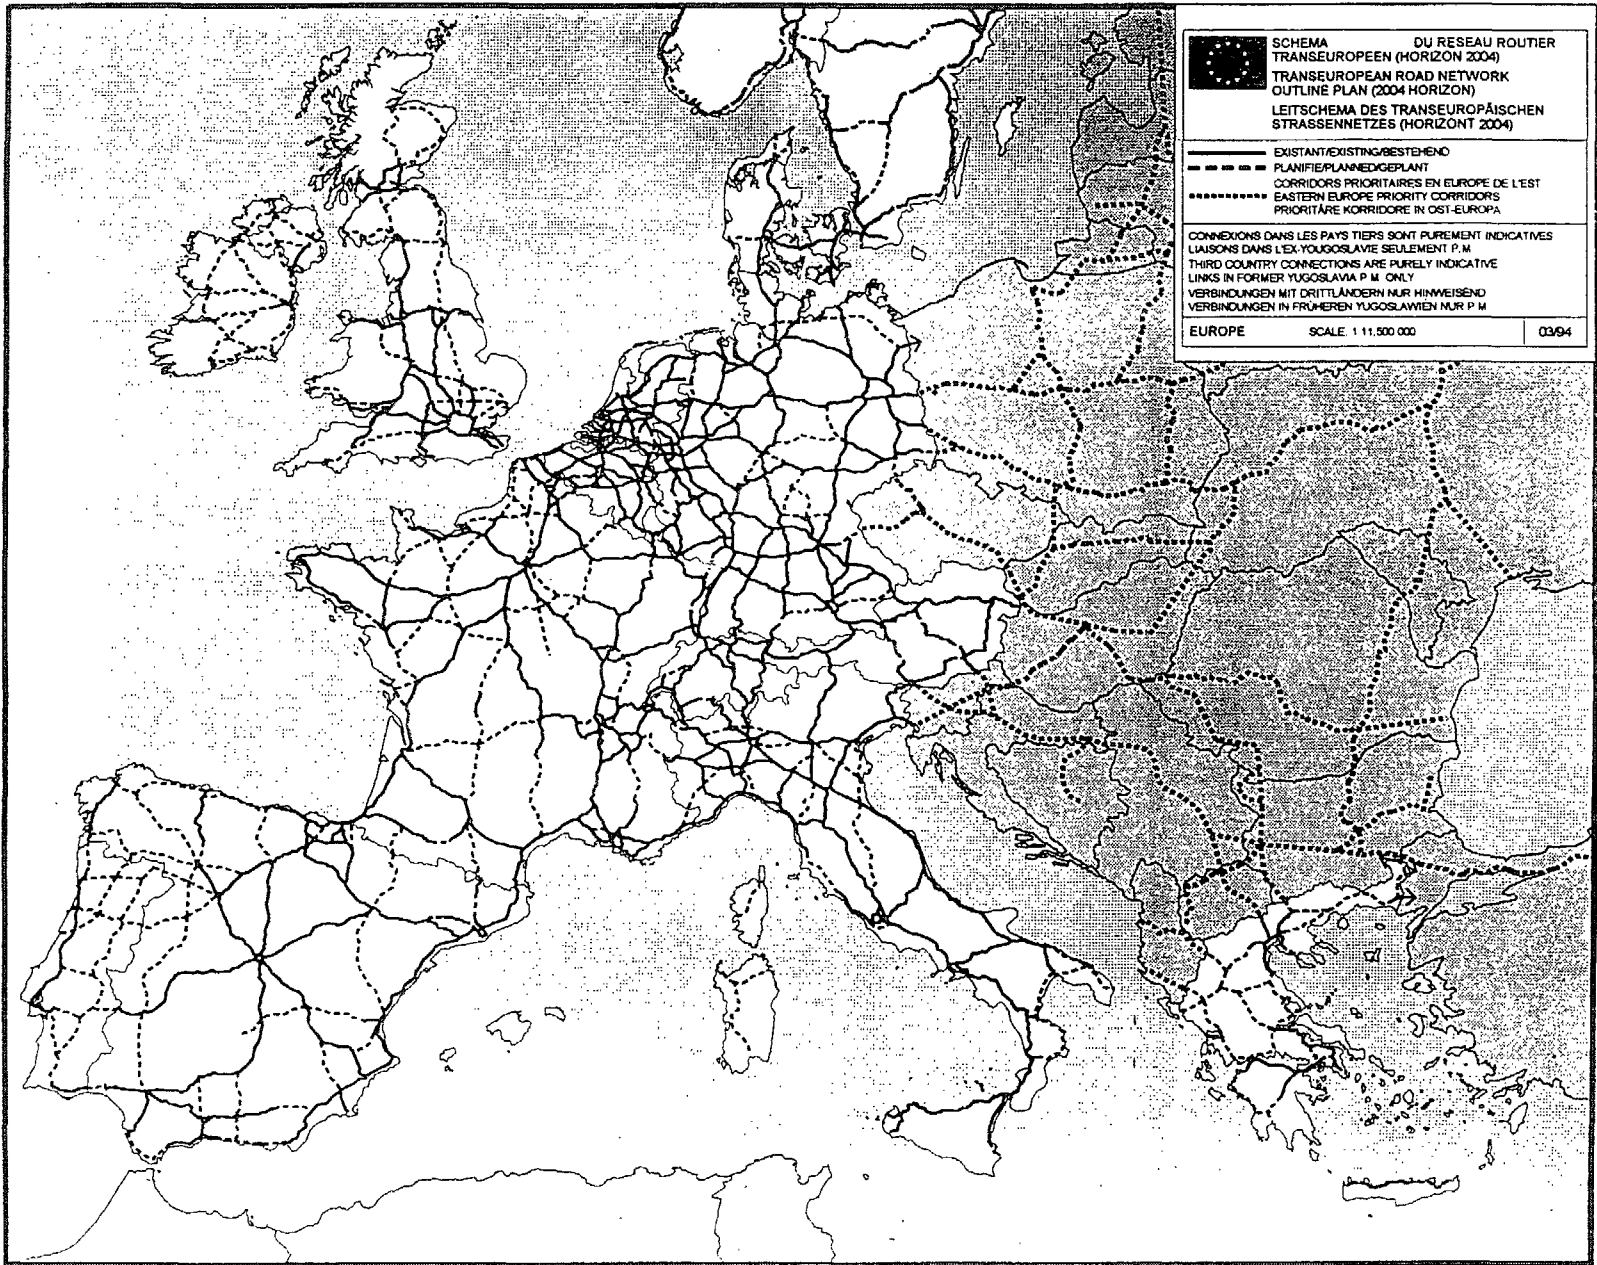 SCHEMA DU RESEAU ROUTIER
TRANSEUROPEEN (HORIZON 2004)
TRANSEUROPEAN ROAD NETWORK
OUTLINE PLAN (2004 HORIZON)
LEITSCHEMA DES TRANSEUROPÄISCHEN
STRASSENNETZES (HORIZONT 2004)
EXISTANT/EXISTING/BESTEHEND
PLANIFIE/PLANNED/GEPLANT
CORRIDORS PRIORITAIRES EN EUROPE DE L'EST
EASTERN EUROPE PRIORITY CORRIDORS
PRIORITÄRE KORRIDORE IN OST-EUROPA
CONNEXIONS DANS LES PAYS TIERS SONT PUREMENT INDICATIVES
LIAISONS DANS L'EX-YOUGOSLAVIE SEULEMENT P.M
THIRD COUNTRY CONNECTIONS ARE PURELY INDICATIVE
LINKS IN FORMER YUGOSLAVIA P M ONLY
VERBINDUNGEN MIT DRITTLÄNDERN NUR HINWEISEND
VERBINDUNGEN IN FRÜHEREN YUGOSLAWIEN NUR P M
EUROPE SCALE. 1 11,500 000 03/94